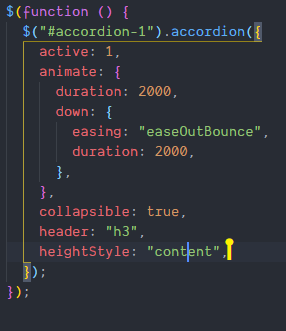 $(function () {
$("#accordion-1").accordion({
active: 1,
animate: {
duration: 2000,
down: {
easing: "easeOutBounce",
duration: 2000,
},
},
collapsible: true,
header: "h3",
heightStyle: "content",
});
});